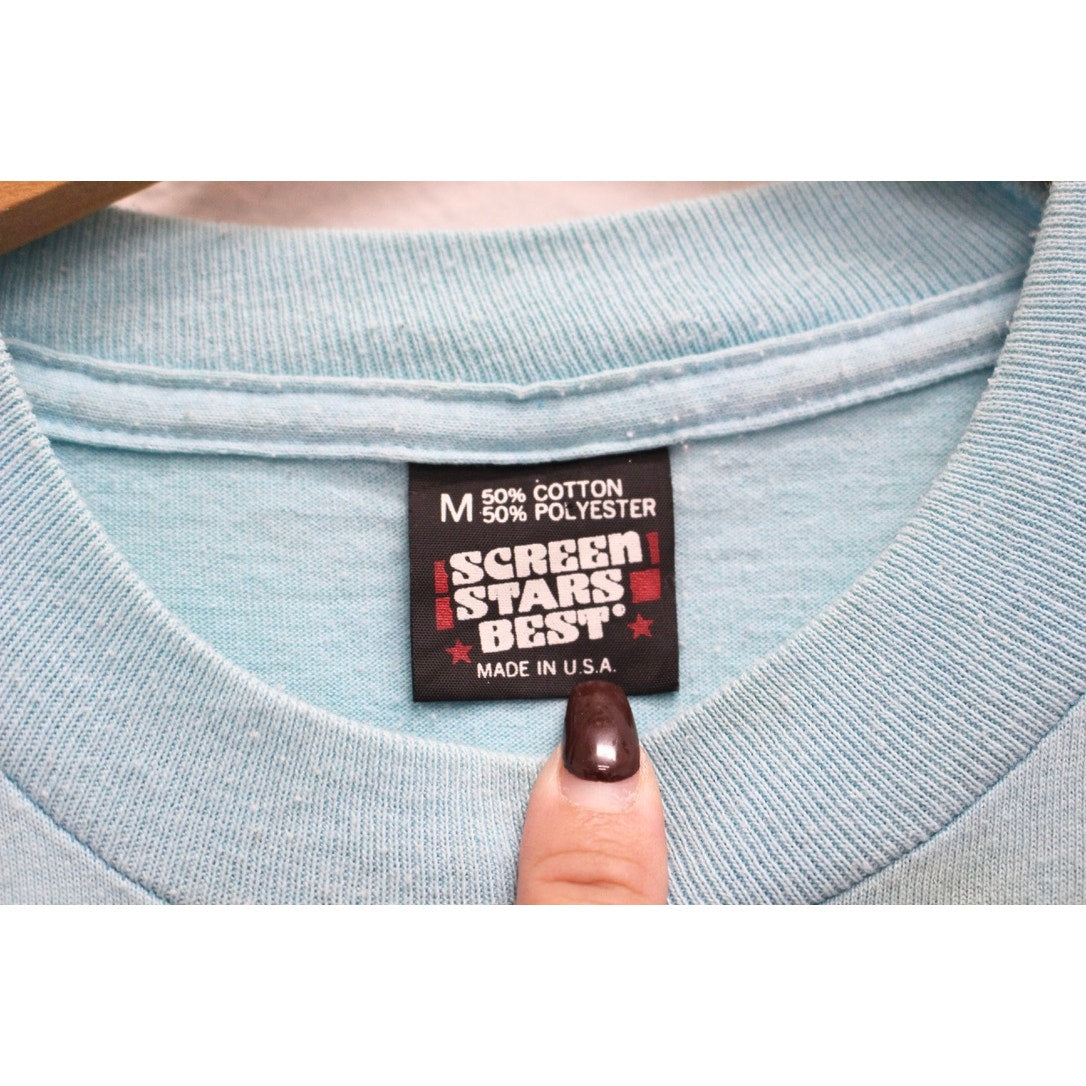 M 50% COTTON
50% POLYESTER
SCREEN
STARS
BEST®
MADE IN U.S.A.